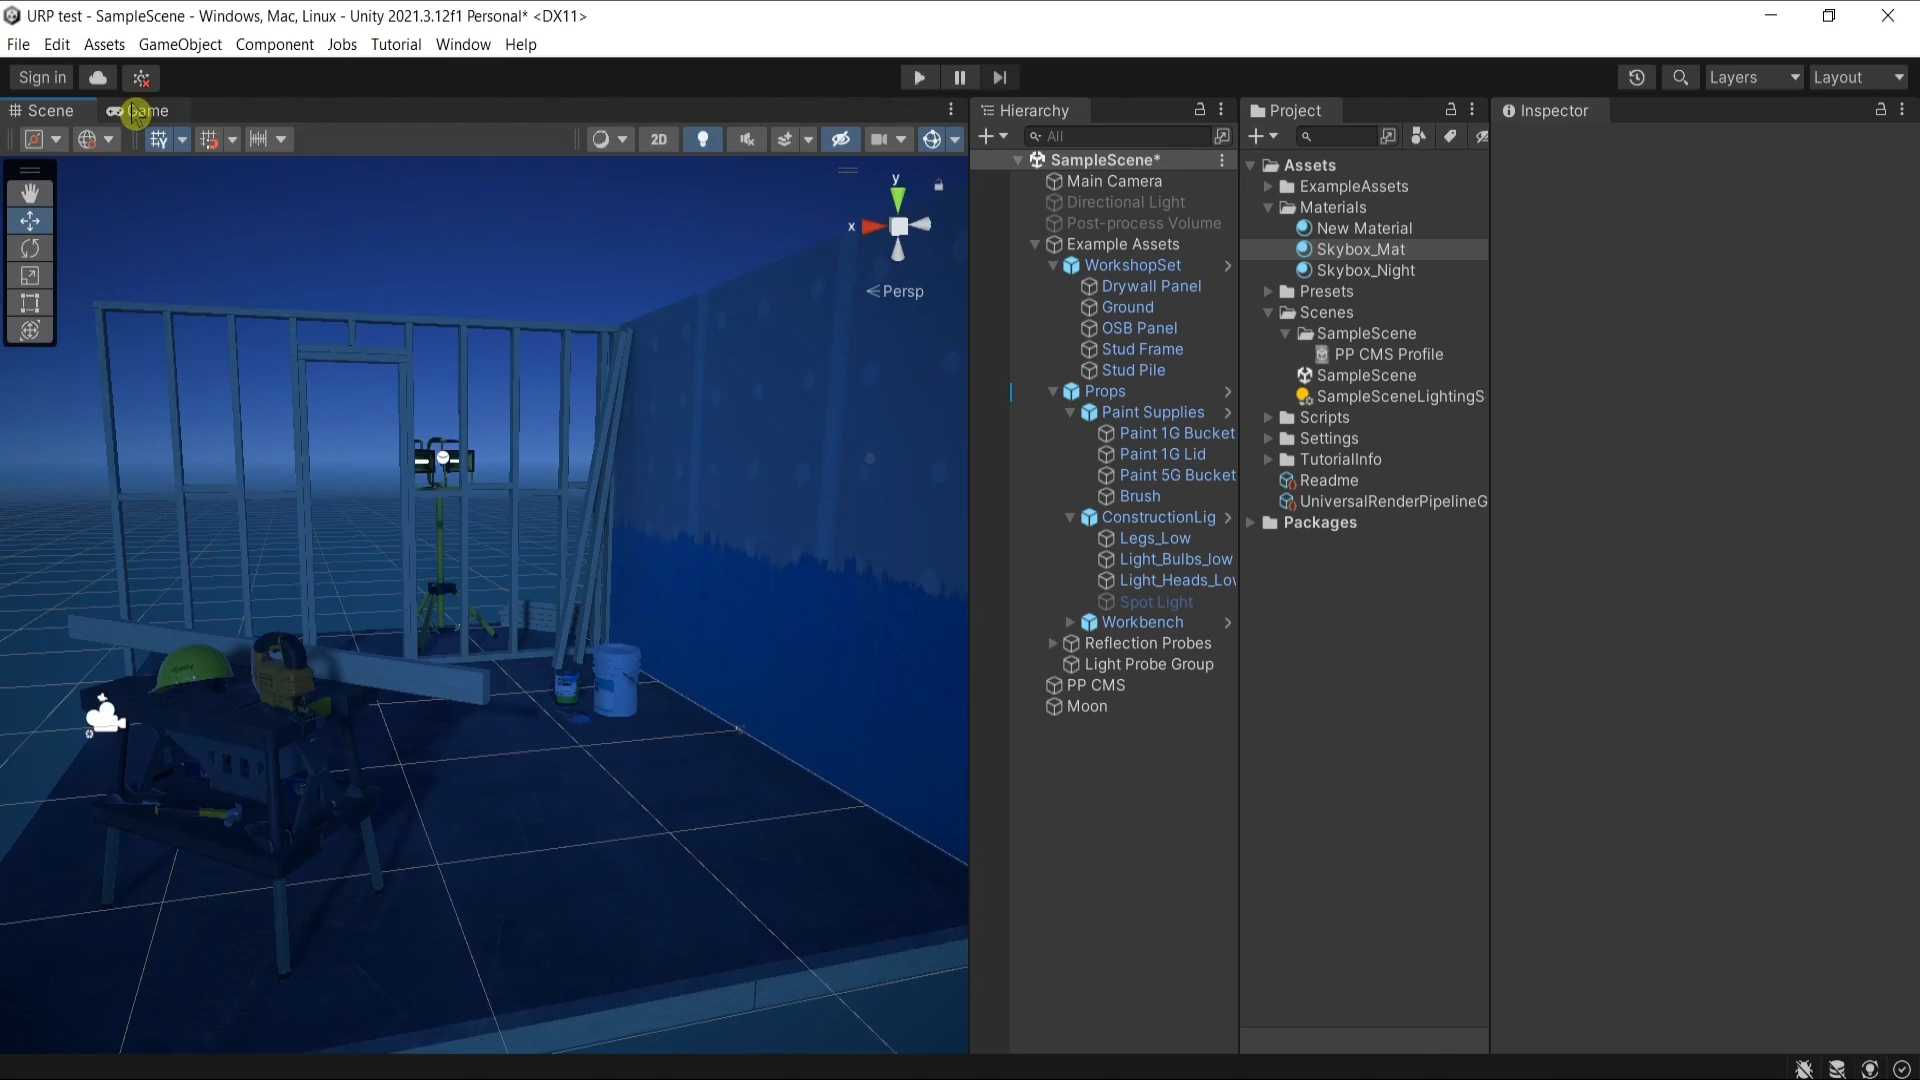 URP test - SampleScene - Windows, Mac, Linux - Unity 2021.3.12f1 Personal* <DX11>
File Edit Assets GameObject Component Jobs Tutorial Window Help
Sign in
Layers
Layout
Scene
Game
Hierarchy
Project
Inspector
2D
All
y
x
Persp
SampleScene*
Main Camera
Directional Light
Post-process Volume
Example Assets
WorkshopSet
Drywall Panel
Ground
OSB Panel
Stud Frame
Stud Pile
Props
Paint Supplies
Paint 1G Bucket
Paint 1G Lid
Paint 5G Bucket
Brush
ConstructionLig
Legs_Low
Light_Bulbs_low
Light_Heads_Lov
Spot Light
Workbench
Reflection Probes
Light Probe Group
PP CMS
Moon
Assets
ExampleAssets
Materials
New Material
Skybox_Mat
Skybox_Night
Presets
Scenes
SampleScene
PP CMS Profile
SampleScene
SampleSceneLightingS
Scripts
Settings
TutorialInfo
Readme
UniversalRenderPipelineG
Packages